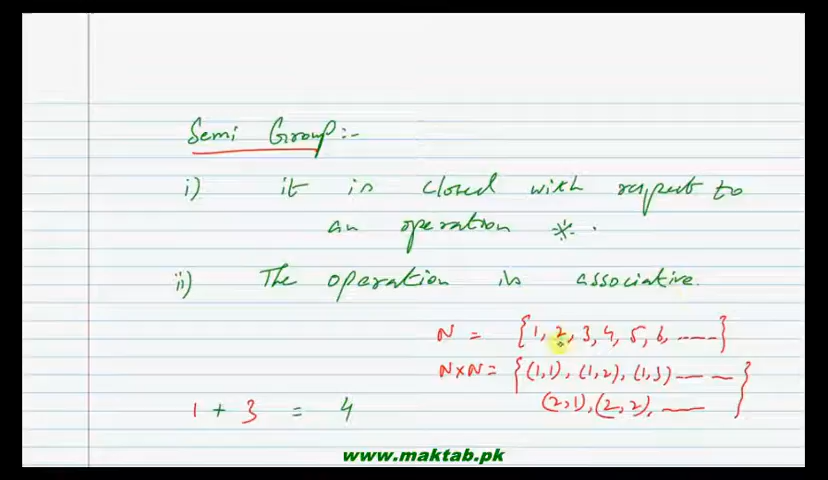 Semi Group:-
i) it is closed with respect to
an operation * .
ii) The operation is associative.
N = {1, 2, 3, 4, 5, 6, ......}
N×N = {(1,1), (1,2), (1,3) ------
(2,1), (2,2), ------}
1 + 3 = 4
www.maktab.pk